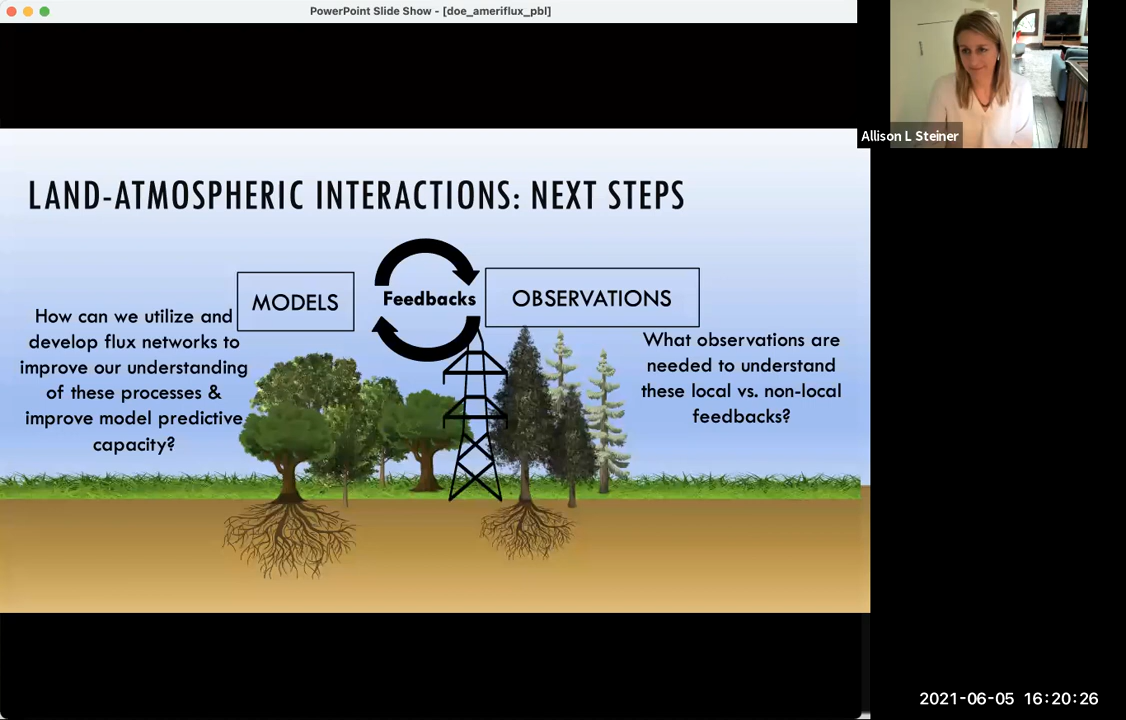 PowerPoint Slide Show - [doe_ameriflux_pbl]
Allison L Steiner
LAND-ATMOSPHERIC INTERACTIONS: NEXT STEPS
MODELS
Feedbacks
OBSERVATIONS
How can we utilize and
develop flux networks to
improve our understanding
of these processes &
improve model predictive
capacity?
What observations are
needed to understand
these local vs. non-local
feedbacks?
2021-06-05 16:20:26